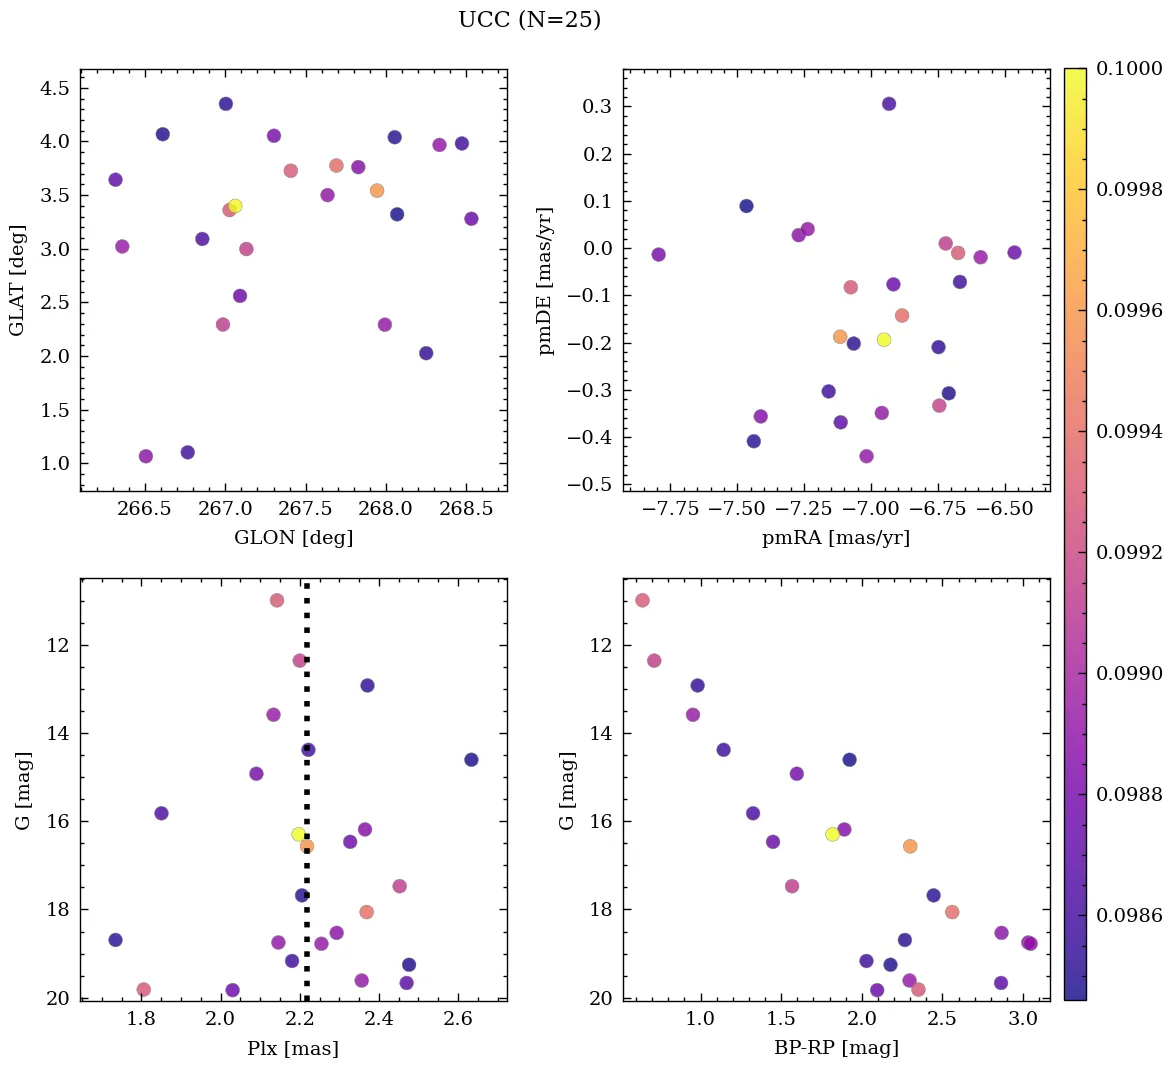 UCC (N=25)
4.5
4.0
3.5
3.0
2.5
2.0
1.5
1.0
GLAT [deg]
266.5 267.0 267.5 268.0 268.5
GLON [deg]
0.3
0.2
0.1
0.0
−0.1
−0.2
−0.3
−0.4
−0.5
pmDE [mas/yr]
−7.75 −7.50 −7.25 −7.00 −6.75 −6.50
pmRA [mas/yr]
12
14
16
18
20
G [mag]
1.8 2.0 2.2 2.4 2.6
Plx [mas]
12
14
16
18
20
G [mag]
1.0 1.5 2.0 2.5 3.0
BP-RP [mag]
0.1000
0.0998
0.0996
0.0994
0.0992
0.0990
0.0988
0.0986